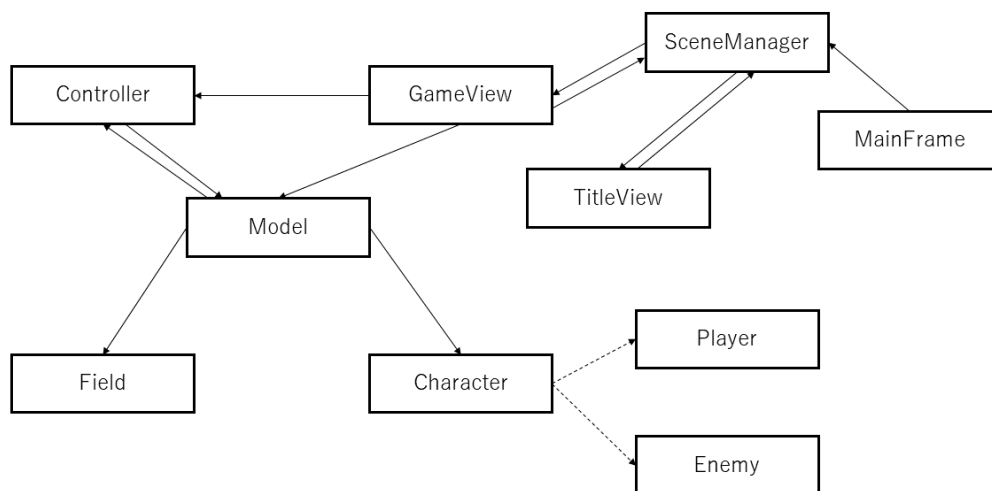 SceneManager
Controller
GameView
MainFrame
TitleView
Model
Player
Field
Character
Enemy